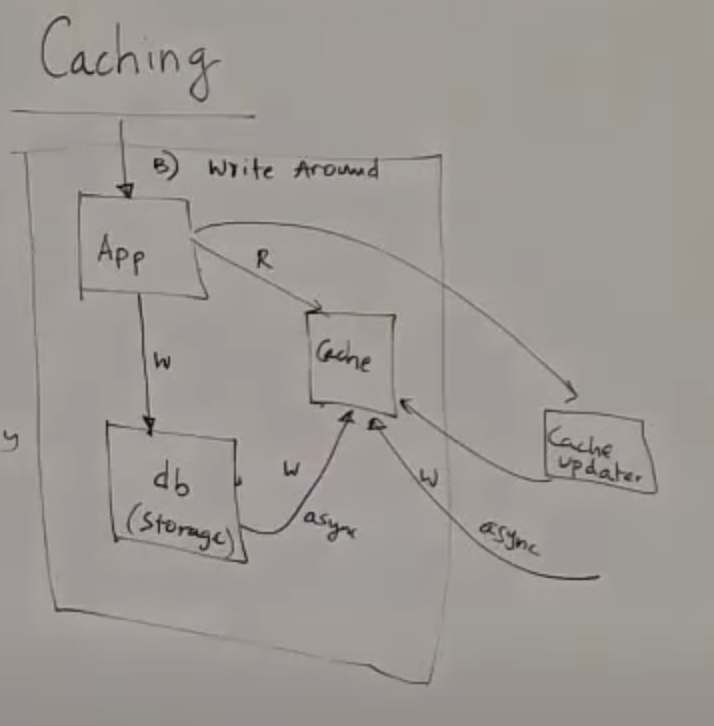 Caching
B) Write Around
App
R
W
Cache
y
Cache
updater
db
(Storage)
W
async
W
async